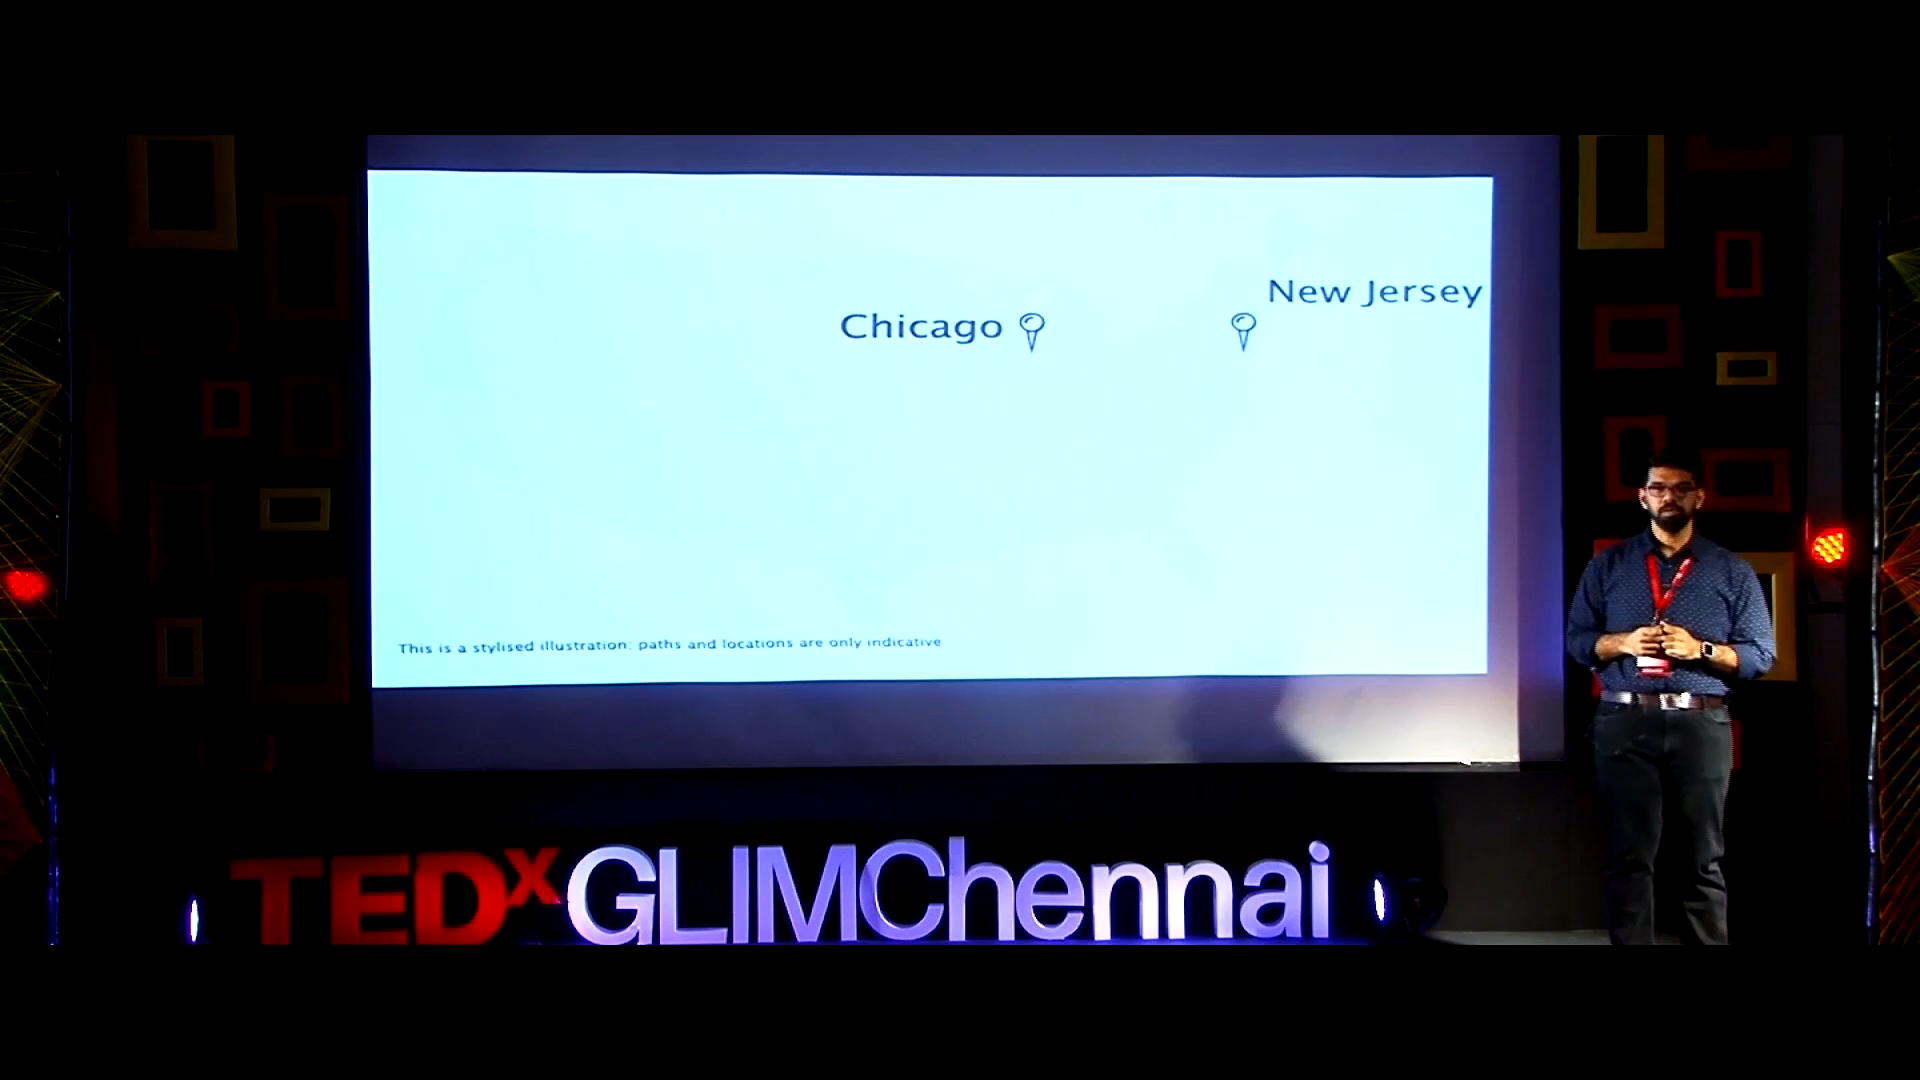 New Jersey
Chicago
This is a stylised illustration; paths and locations are only indicative
TEDxGLIMChennai